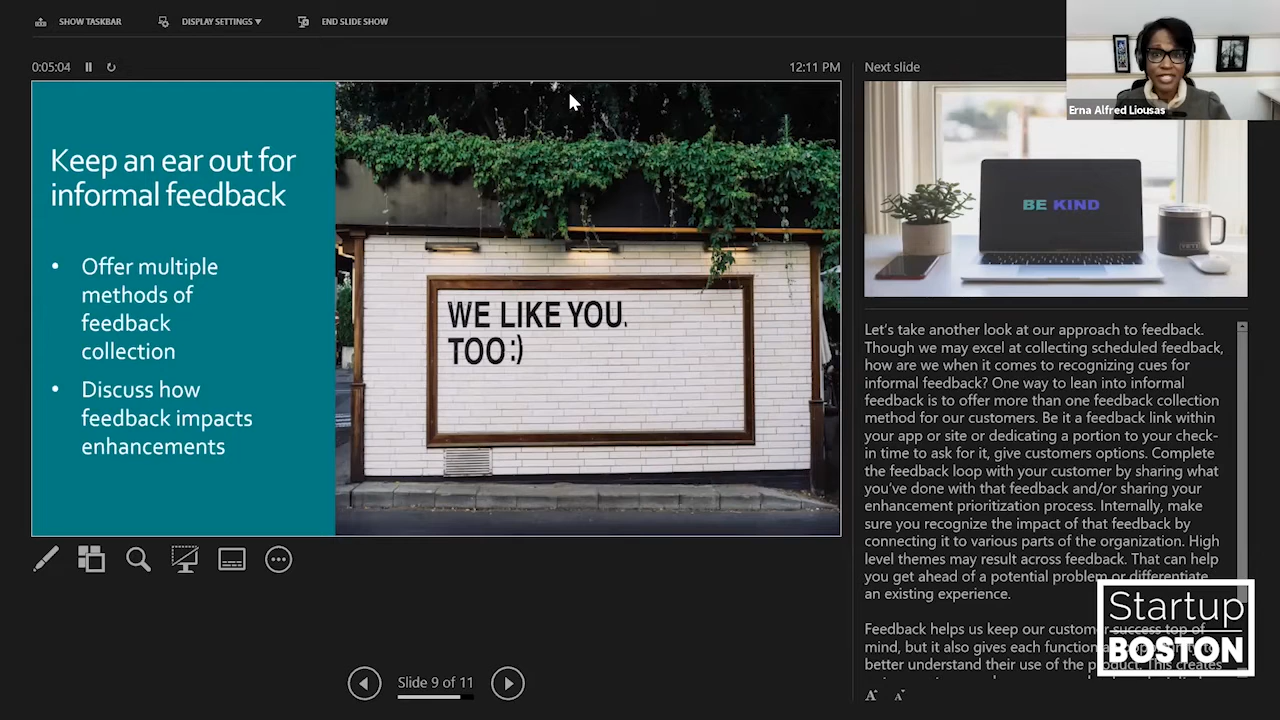 SHOW TASKBAR
DISPLAY SETTINGS
END SLIDE SHOW
0:05:04
12:11 PM
Next slide
Erna Alfred Liousas
Keep an ear out for
informal feedback
• Offer multiple
methods of
feedback
collection
• Discuss how
feedback impacts
enhancements
WE LIKE YOU.
TOO :)
BE KIND
YETI
Let's take another look at our approach to feedback.
Though we may excel at collecting scheduled feedback,
how are we when it comes to recognizing cues for
informal feedback? One way to lean into informal
feedback is to offer more than one feedback collection
method for our customers. Be it a feedback link within
your app or site or dedicating a portion to your check-
in time to ask for it, give customers options. Complete
the feedback loop with your customer by sharing what
you've done with that feedback and/or sharing your
enhancement prioritization process. Internally, make
sure you recognize the impact of that feedback by
connecting it to various parts of the organization. High
level themes may result across feedback. That can help
you get ahead of a potential problem or differentiate
an existing experience.
Feedback helps us keep our customer success top of
mind, but it also gives each function
better understand their use of the product. This creates
Startup
BOSTON
Slide 9 of 11
A A